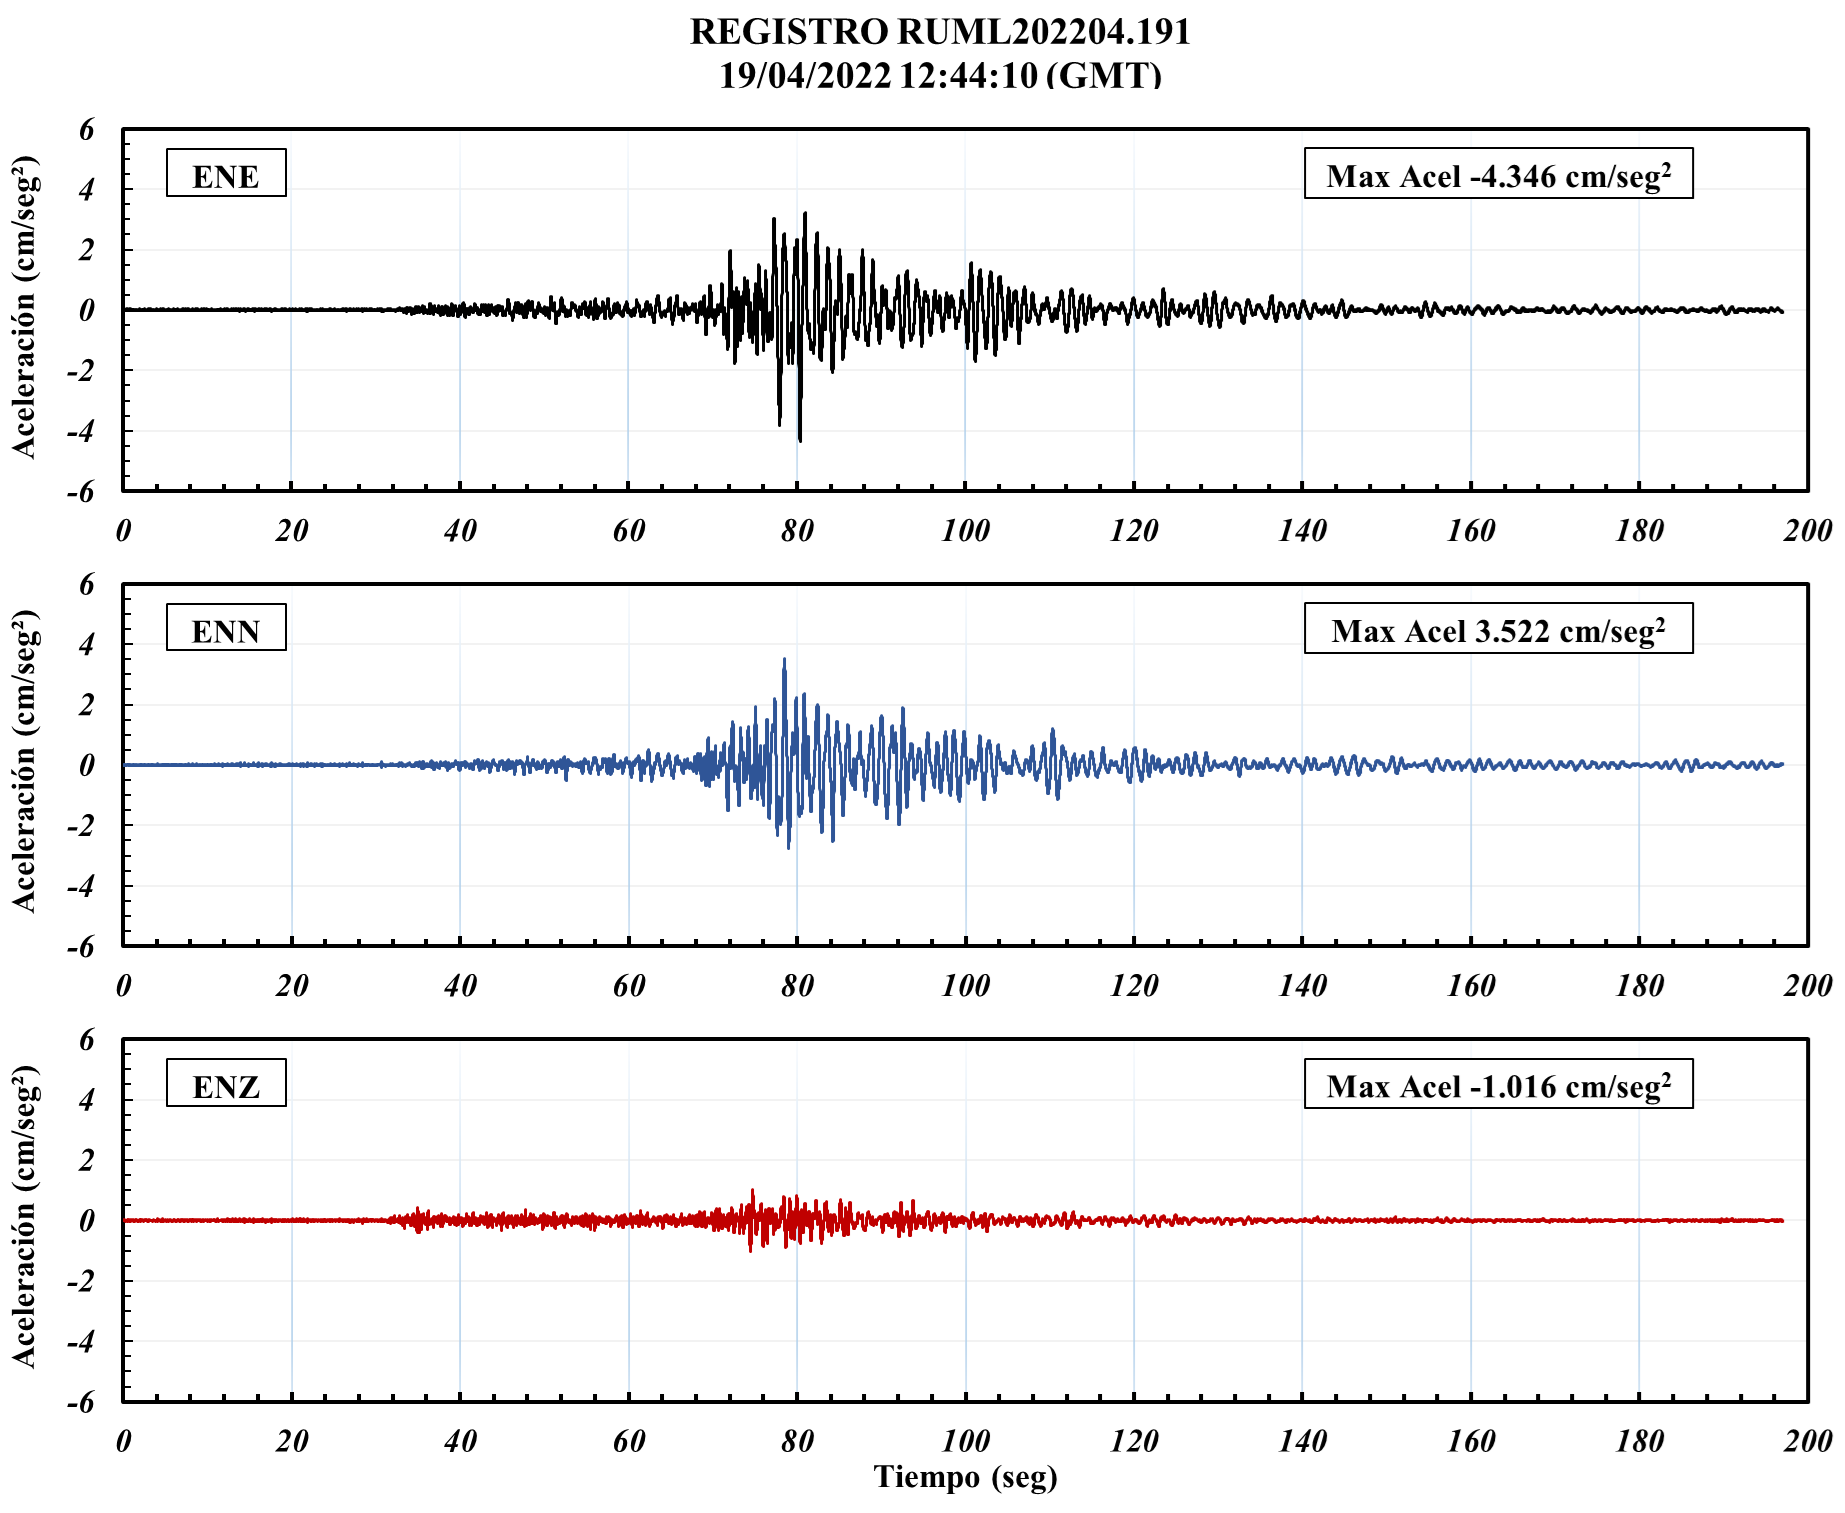 REGISTRO RUML202204.191
19/04/2022 12:44:10 (GMT)
ENE
Max Acel -4.346 cm/seg²
Aceleración (cm/seg²)
6
4
2
0
-2
-4
-6
0 20 40 60 80 100 120 140 160 180 200
ENN
Max Acel 3.522 cm/seg²
Aceleración (cm/seg²)
6
4
2
0
-2
-4
-6
0 20 40 60 80 100 120 140 160 180 200
ENZ
Max Acel -1.016 cm/seg²
Aceleración (cm/seg²)
6
4
2
0
-2
-4
-6
0 20 40 60 80 100 120 140 160 180 200
Tiempo (seg)